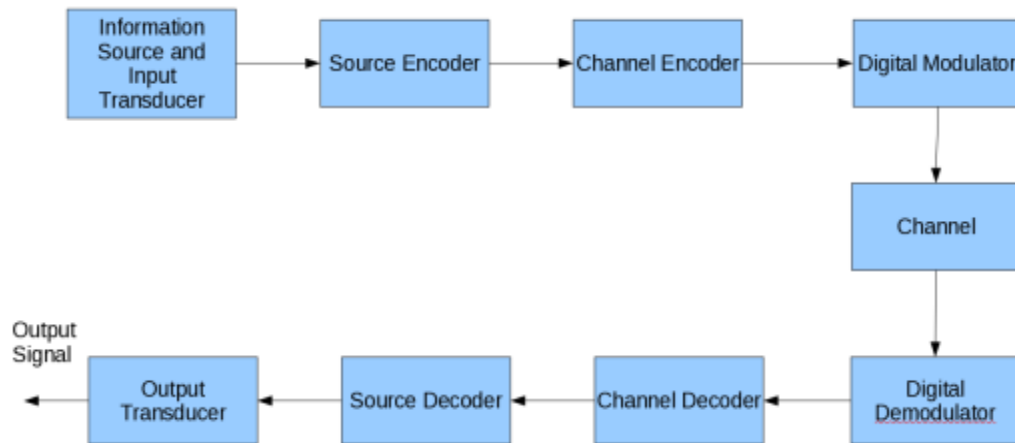 Information
Source and
Input
Transducer
Source Encoder
Channel Encoder
Digital Modulator
Channel
Output
Signal
Output
Transducer
Source Decoder
Channel Decoder
Digital
Demodulator